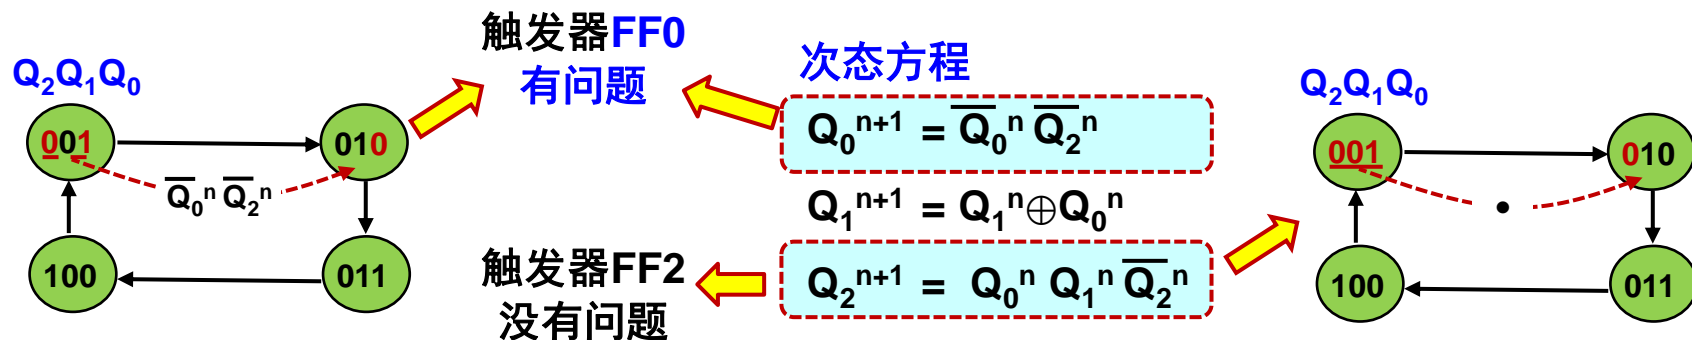 Q₂Q₁Q₀
001
010
Q̅₀ⁿ Q̅₂ⁿ
100
011
触发器FF0
有问题
次态方程
Q₀ⁿ⁺¹ = Q̅₀ⁿ Q̅₂ⁿ
Q₁ⁿ⁺¹ = Q₁ⁿ⊕Q₀ⁿ
Q₂ⁿ⁺¹ = Q₀ⁿ Q₁ⁿ Q̅₂ⁿ
触发器FF2
没有问题
Q₂Q₁Q₀
001
010
•
100
011